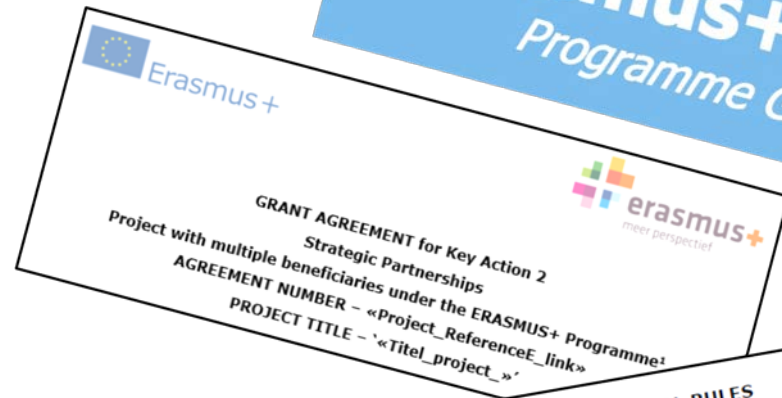 mus+
Programme
Erasmus+
erasmus+
meer perspectief
GRANT AGREEMENT for Key Action 2
Strategic Partnerships
Project with multiple beneficiaries under the ERASMUS+ Programme¹
AGREEMENT NUMBER – «Project_ReferenceE_link»
PROJECT TITLE – `«Titel_project_»’
RULES